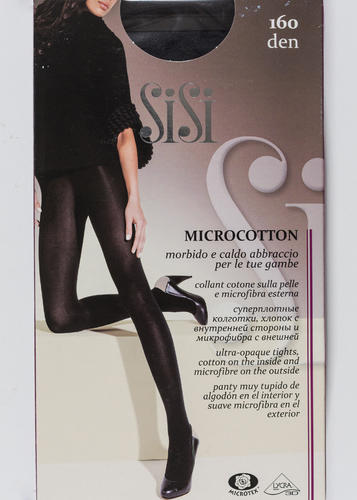 160
den
SiSi
Si
MICROCOTTON
morbido e caldo abbraccio
per le tue gambe
collant cotone sulla pelle
e microfibra esterna
суперплотные
колготки, хлопок с
внутренней стороны и
микрофибра с внешней
ultra-opaque tights,
cotton on the inside and
microfibre on the outside
panty muy tupido de
algodón en el interior y
suave microfibra en el
exterior
MICROTEX
LYCRA
3D